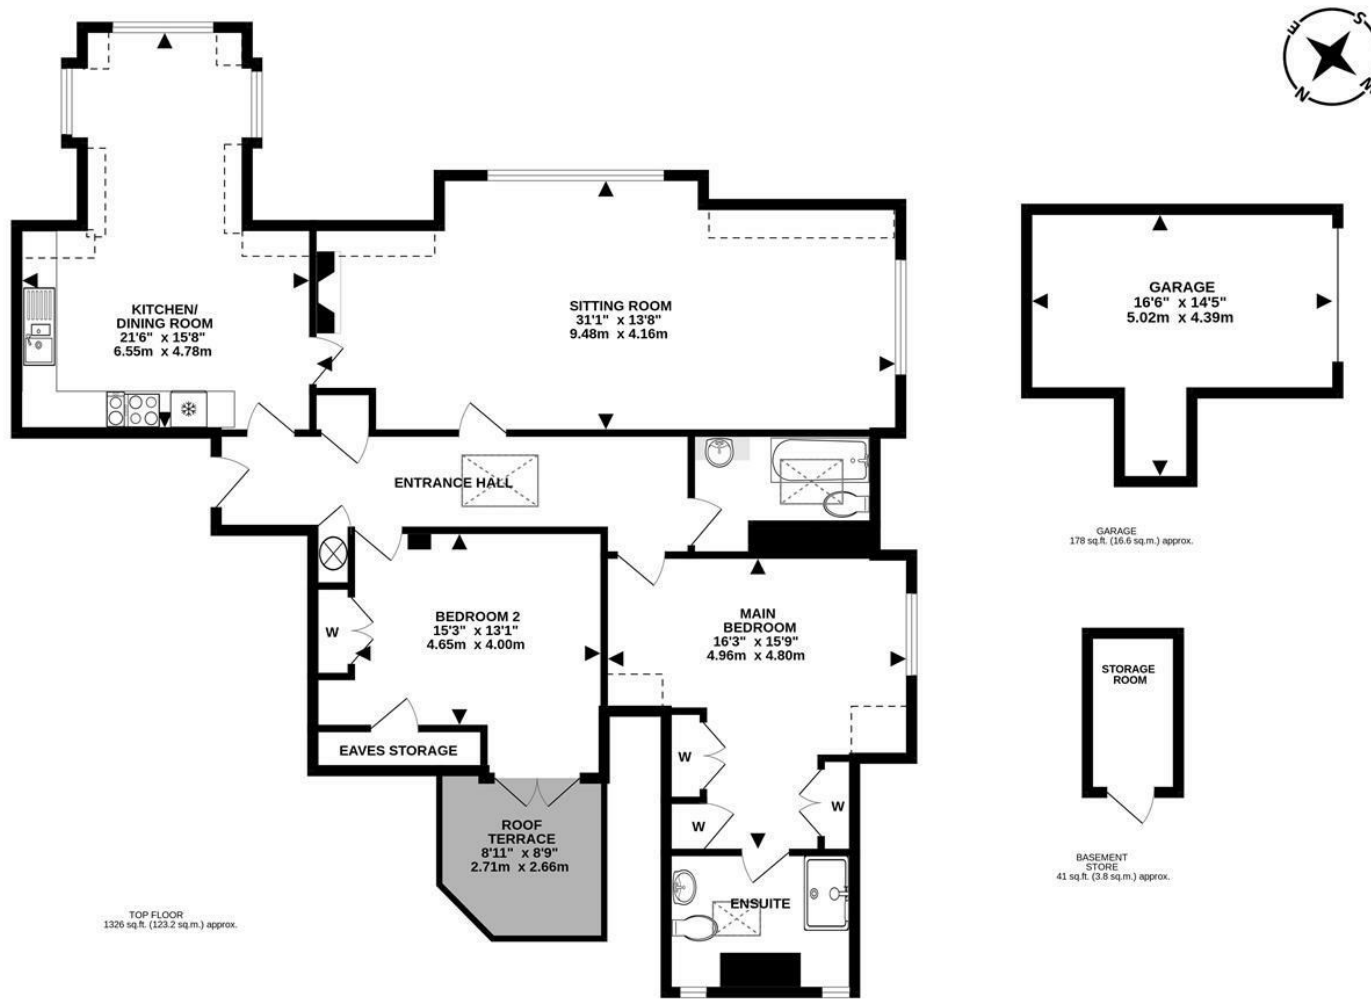 E
S
N
W
KITCHEN/
DINING ROOM
21'6" x 15'8"
6.55m x 4.78m
SITTING ROOM
31'1" x 13'8"
9.48m x 4.16m
GARAGE
16'6" x 14'5"
5.02m x 4.39m
ENTRANCE HALL
GARAGE
178 sq.ft. (16.6 sq.m.) approx.
BEDROOM 2
15'3" x 13'1"
4.65m x 4.00m
W
MAIN
BEDROOM
16'3" x 15'9"
4.96m x 4.80m
STORAGE
ROOM
EAVES STORAGE
W
W
W
ROOF
TERRACE
8'11" x 8'9"
2.71m x 2.66m
ENSUITE
BASEMENT
STORE
41 sq.ft. (3.8 sq.m.) approx.
TOP FLOOR
1326 sq.ft. (123.2 sq.m.) approx.